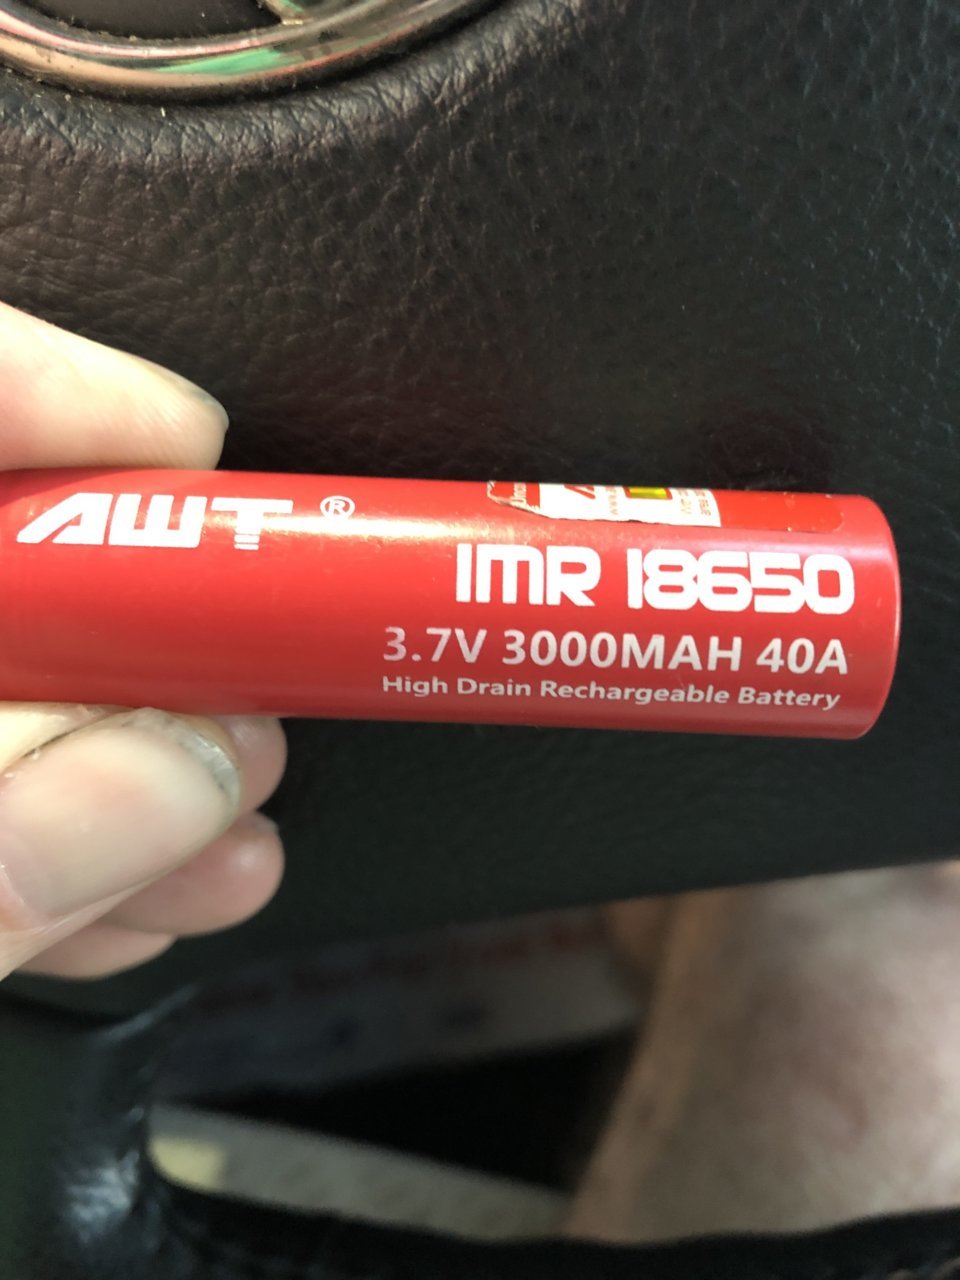 AWT ®
IMR 18650
3.7V 3000MAH 40A
High Drain Rechargeable Battery